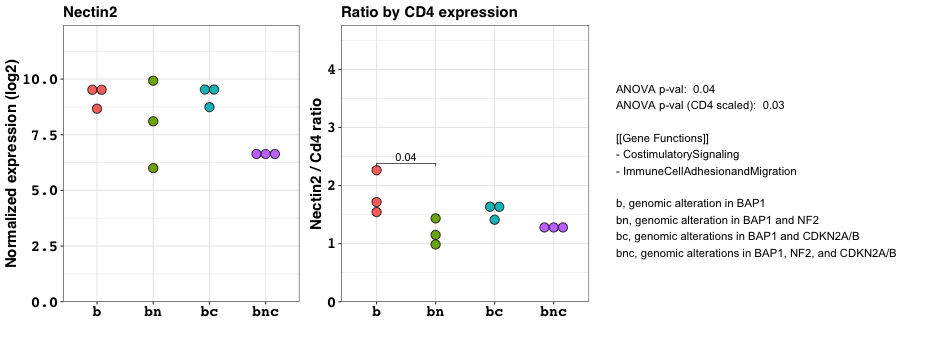 Nectin2
Normalized expression (log2)
10.0
7.5
5.0
2.5
0.0
b
bn
bc
bnc
Ratio by CD4 expression
Nectin2 / Cd4 ratio
4
3
2
1
0
0.04
b
bn
bc
bnc
ANOVA p-val: 0.04
ANOVA p-val (CD4 scaled): 0.03
[[Gene Functions]]
- CostimulatorySignaling
- ImmuneCellAdhesionandMigration
b, genomic alteration in BAP1
bn, genomic alteration in BAP1 and NF2
bc, genomic alterations in BAP1 and CDKN2A/B
bnc, genomic alterations in BAP1, NF2, and CDKN2A/B